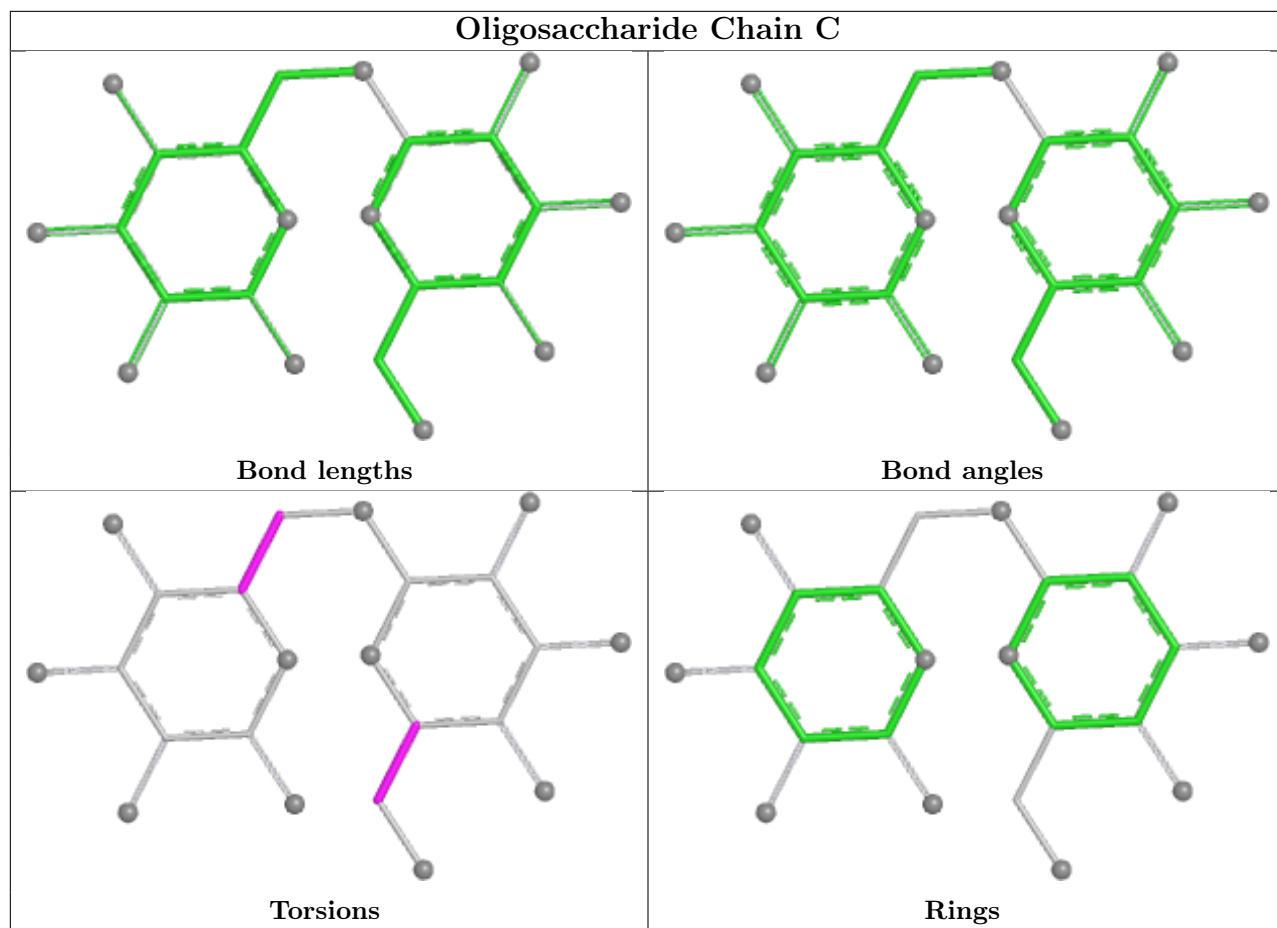 Oligosaccharide Chain C
Bond lengths
Bond angles
Torsions
Rings